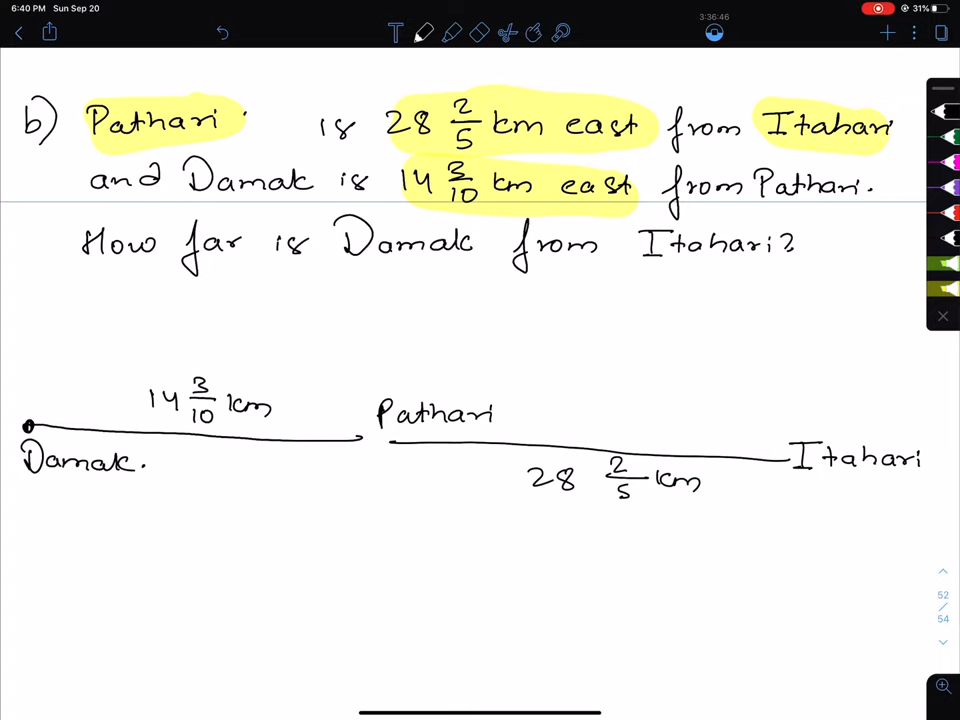 6:40 PM Sun Sep 20
31%
3:36:46
T
b) Pathari is 28 2/5 km east from Itahari
and Damak is 14 3/10 km east from Pathari.
How far is Damak from Itahari?
14 3/10 km
Pathari
Damak.
Itahari
28 2/5 km
52
/
54